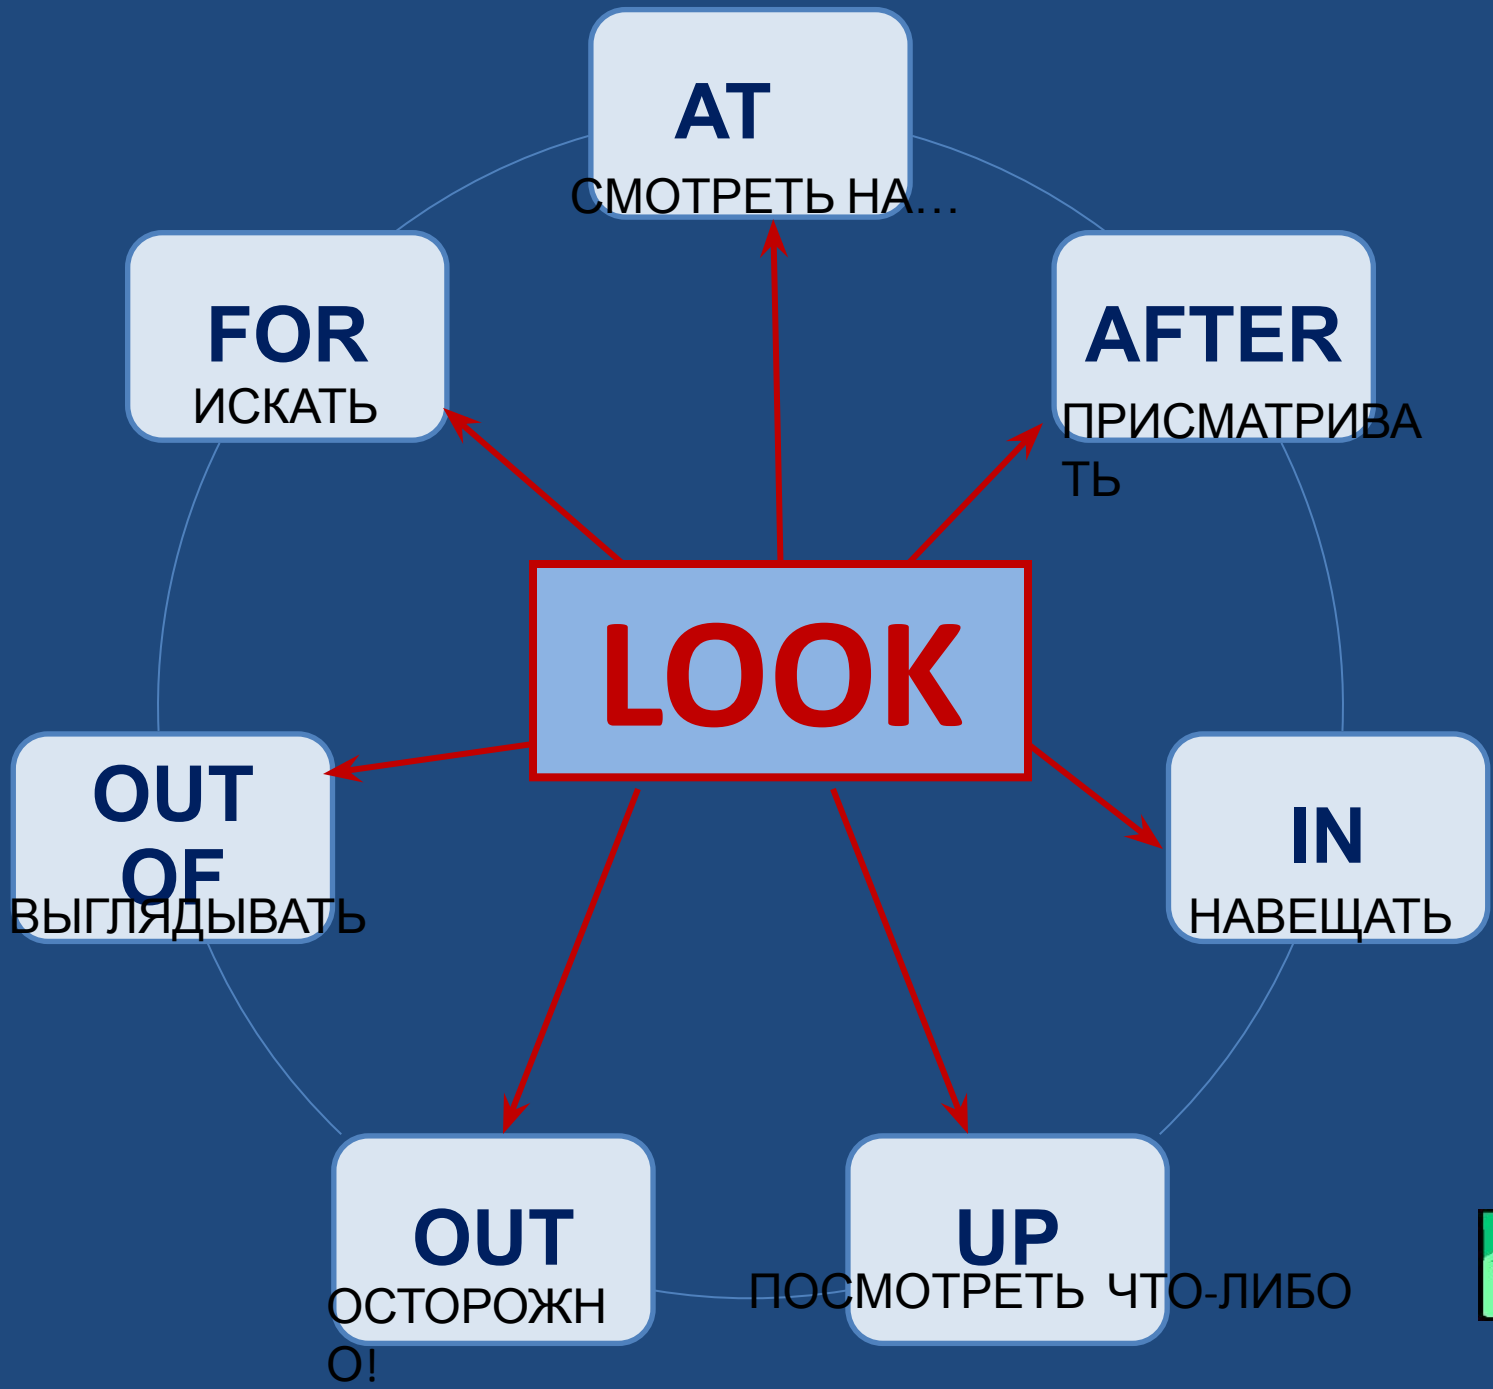 AT
СМОТРЕТЬ НА...
FOR
ИСКАТЬ
AFTER
ПРИСМАТРИВА
ТЬ
LOOK
OUT
OF
ВЫГЛЯДЫВАТЬ
IN
НАВЕЩАТЬ
OUT
ОСТОРОЖН
О!
UP
ПОСМОТРЕТЬ ЧТО-ЛИБО